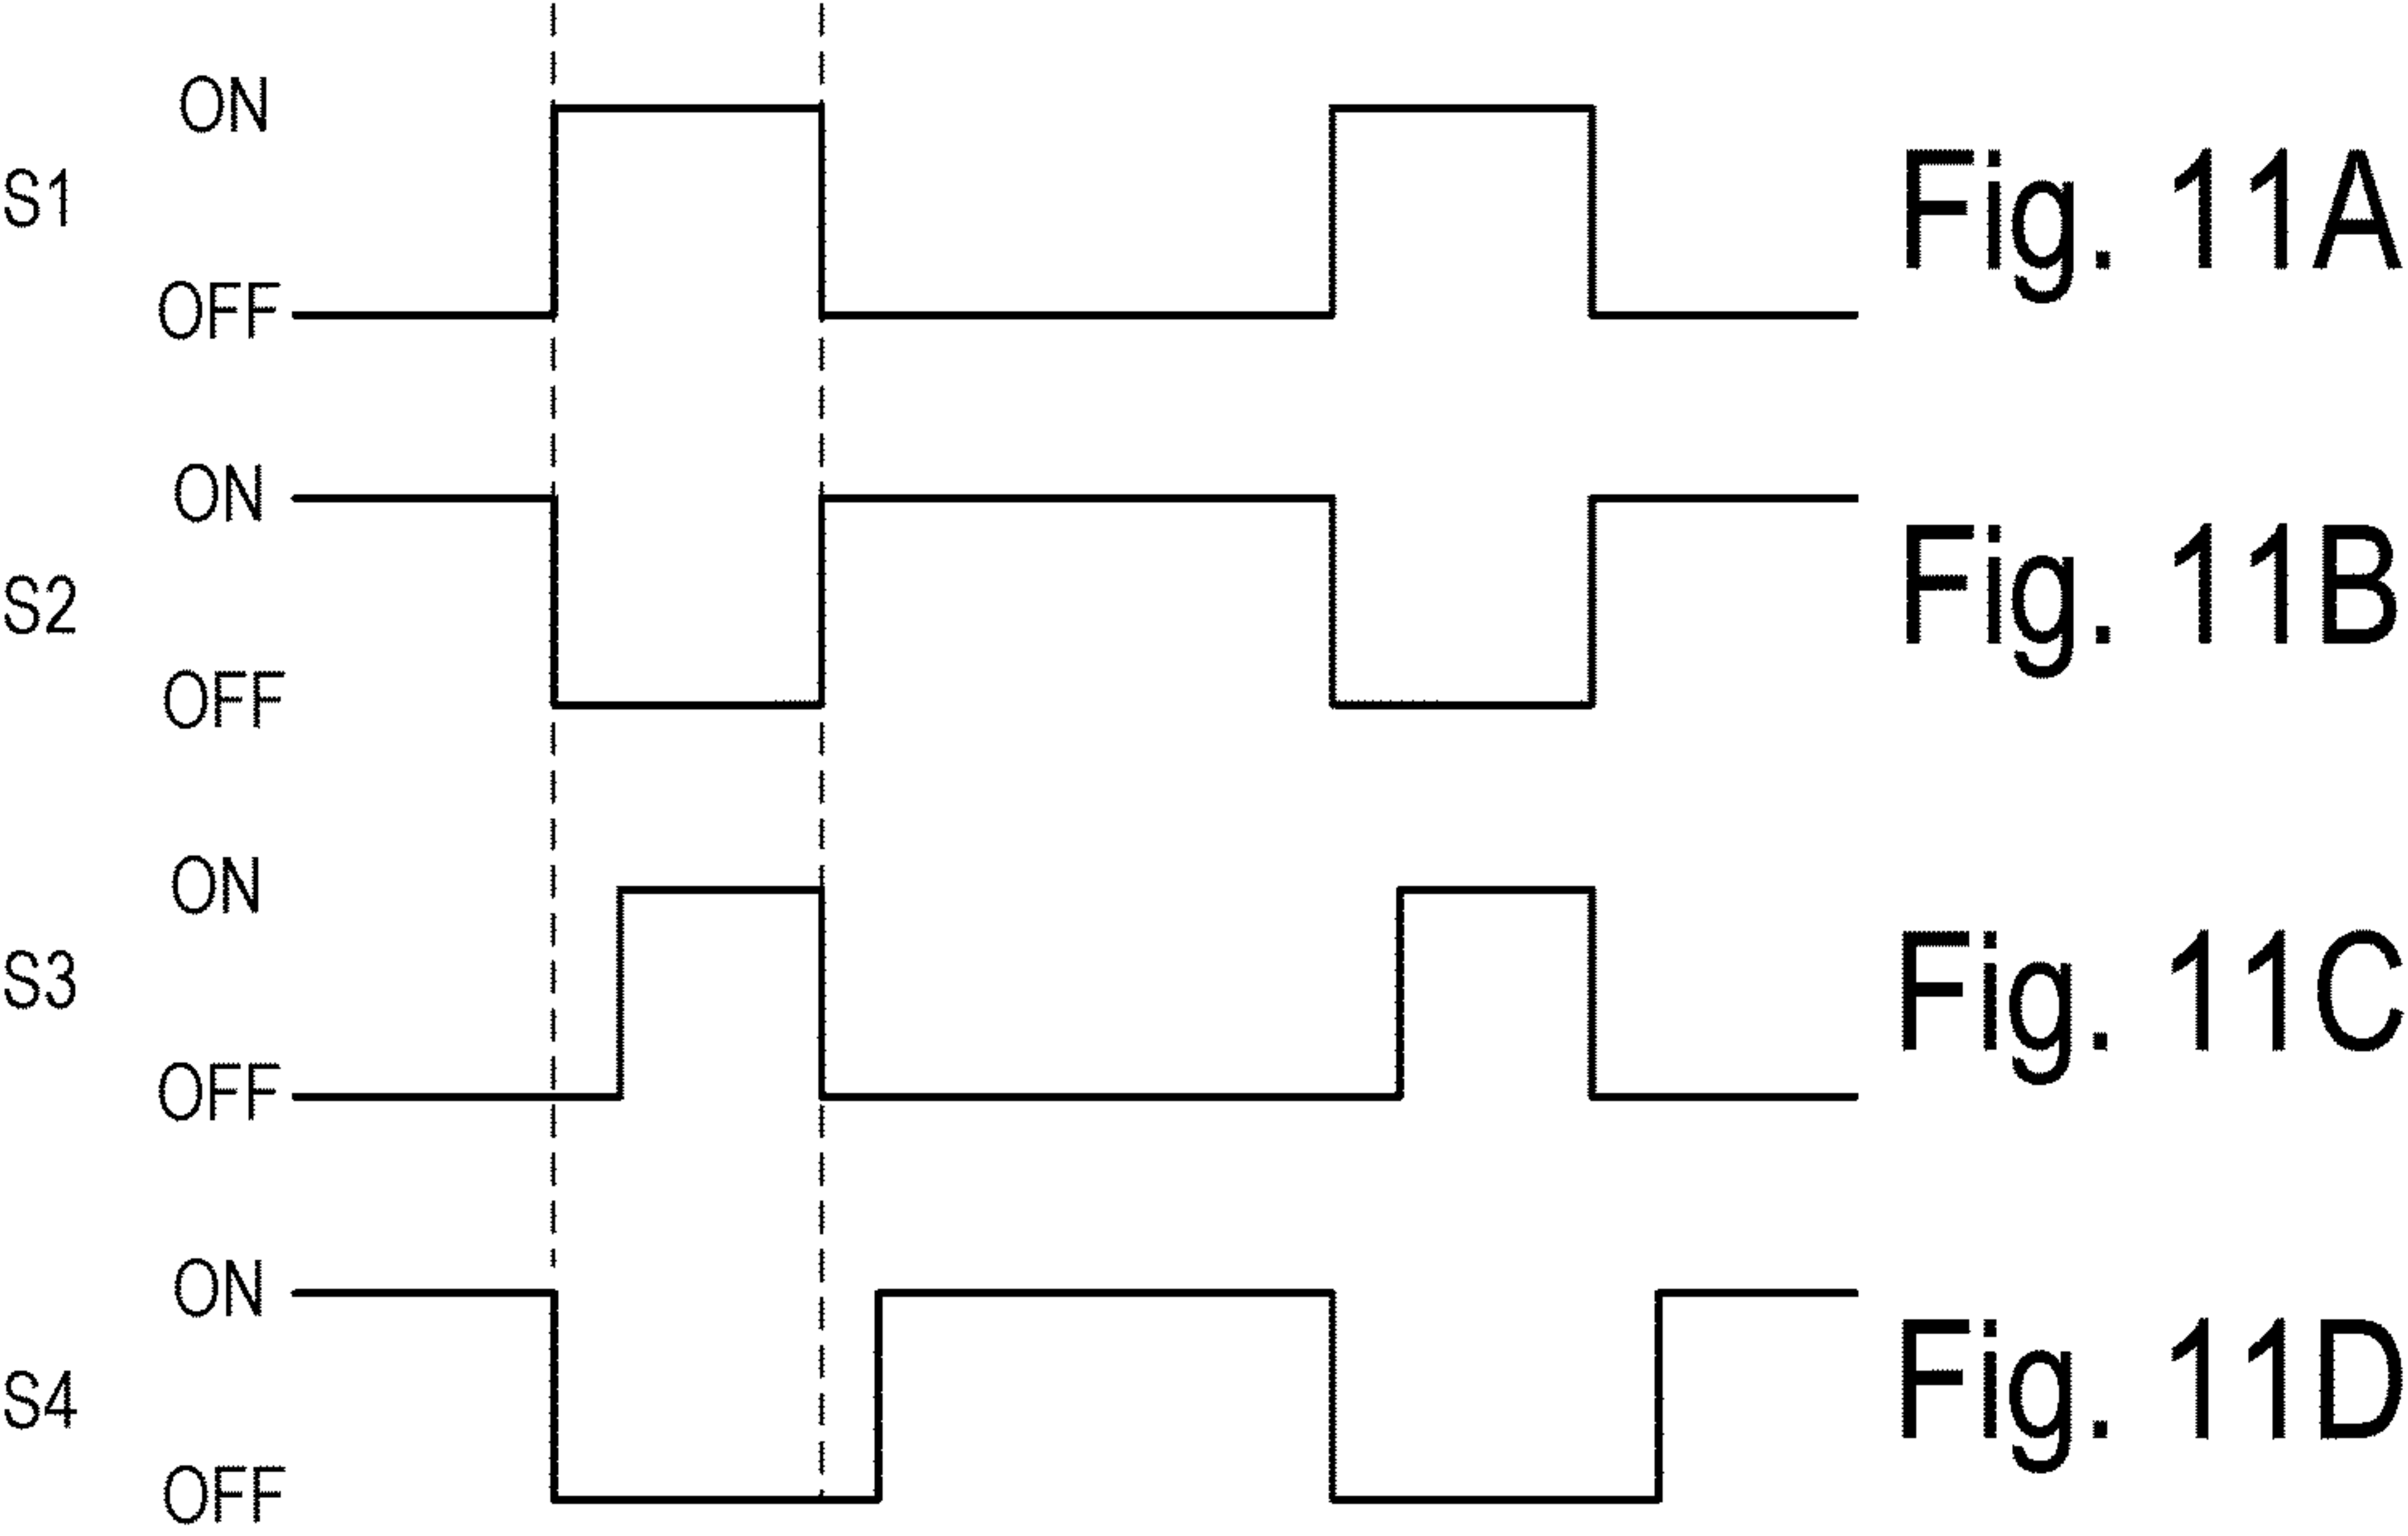 ON
S1
OFF
Fig. 11A
ON
S2
OFF
Fig. 11B
ON
S3
OFF
Fig. 11C
ON
S4
OFF
Fig. 11D